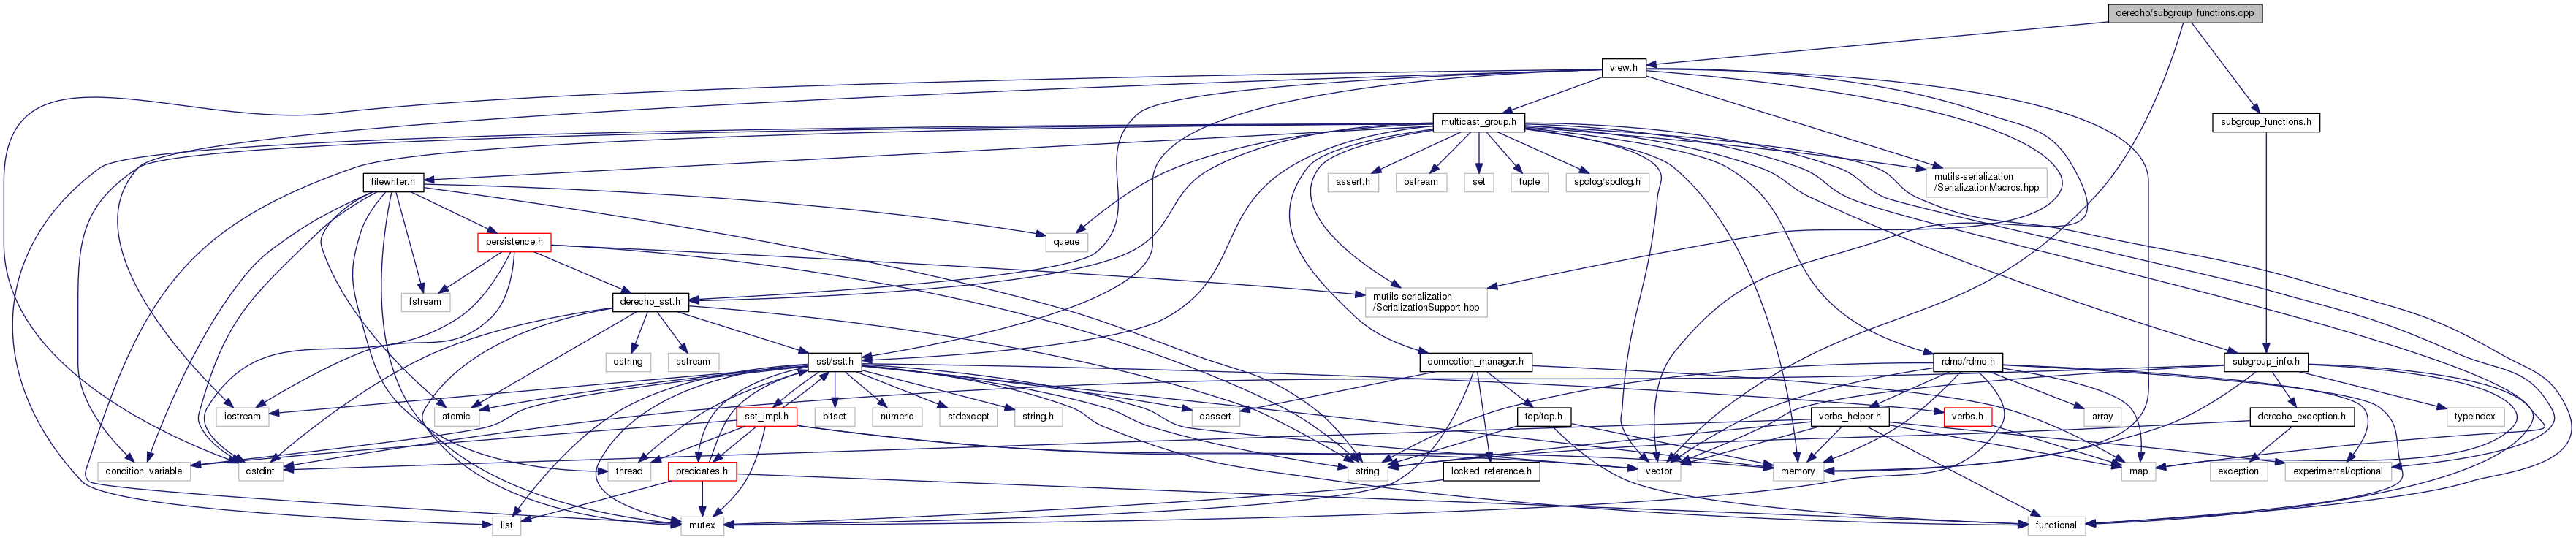 derecho/subgroup_functions.cpp
view.h
multicast_group.h
subgroup_functions.h
filewriter.h
assert.h
ostream
set
tuple
spdlog/spdlog.h
mutils-serialization
/SerializationMacros.hpp
persistence.h
queue
fstream
derecho_sst.h
mutils-serialization
/SerializationSupport.hpp
cstring
sstream
sst/sst.h
connection_manager.h
rdmc/rdmc.h
subgroup_info.h
iostream
atomic
sst_impl.h
bitset
numeric
stdexcept
string.h
cassert
tcp/tcp.h
verbs_helper.h
verbs.h
array
derecho_exception.h
typeindex
condition_variable
cstdint
thread
predicates.h
string
locked_reference.h
vector
memory
map
exception
experimental/optional
list
mutex
functional